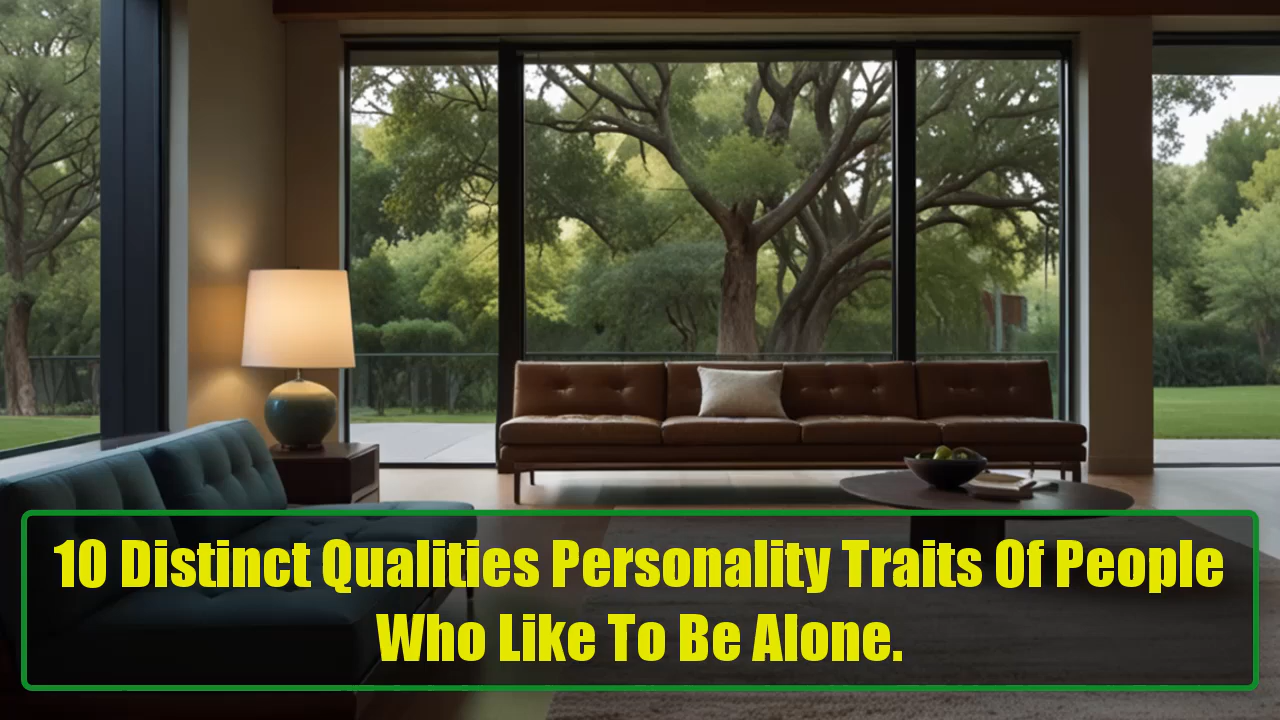 10 Distinct Qualities Personality Traits Of People
Who Like To Be Alone.